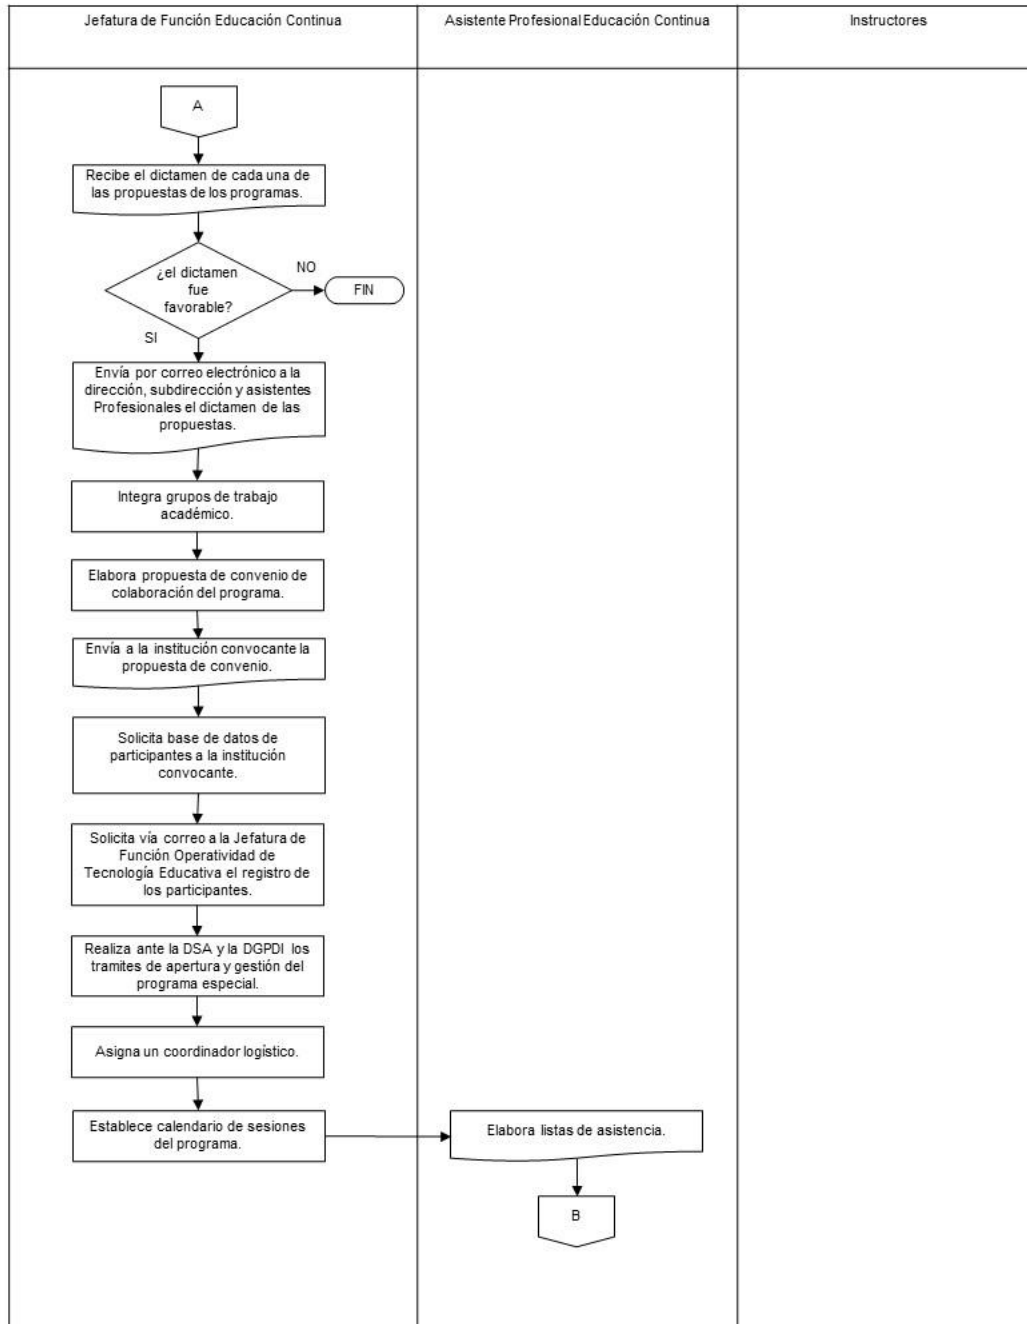 Jefatura de Función Educación Continua
Asistente Profesional Educación Continua
Instructores
A
Recibe el dictamen de cada una de
las propuestas de los programas.
¿el dictamen
fue
favorable?
NO
FIN
SI
Envía por correo electrónico a la
dirección, subdirección y asistentes
Profesionales el dictamen de las
propuestas.
Integra grupos de trabajo
académico.
Elabora propuesta de convenio de
colaboración del programa.
Envía a la institución convocante la
propuesta de convenio.
Solicita base de datos de
participantes a la institución
convocante.
Solicita vía correo a la Jefatura de
Función Operatividad de
Tecnología Educativa el registro de
los participantes.
Realiza ante la DSA y la DGPDI los
tramites de apertura y gestión del
programa especial.
Asigna un coordinador logístico.
Establece calendario de sesiones
del programa.
Elabora listas de asistencia.
B